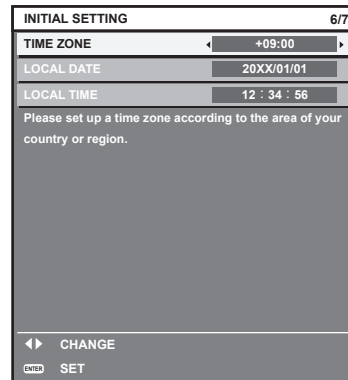 INITIAL SETTING 6/7
TIME ZONE +09:00
LOCAL DATE 20XX/01/01
LOCAL TIME 12 : 34 : 56
Please set up a time zone according to the area of your
country or region.
CHANGE
ENTER SET